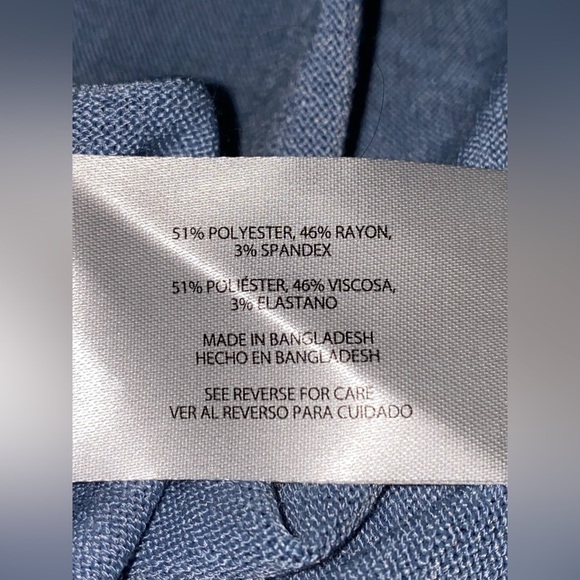 51% POLYESTER, 46% RAYON,
3% SPANDEX
51% POLIÉSTER, 46% VISCOSA,
3% ELASTANO
MADE IN BANGLADESH
HECHO EN BANGLADESH
SEE REVERSE FOR CARE
VER AL REVERSO PARA CUIDADO